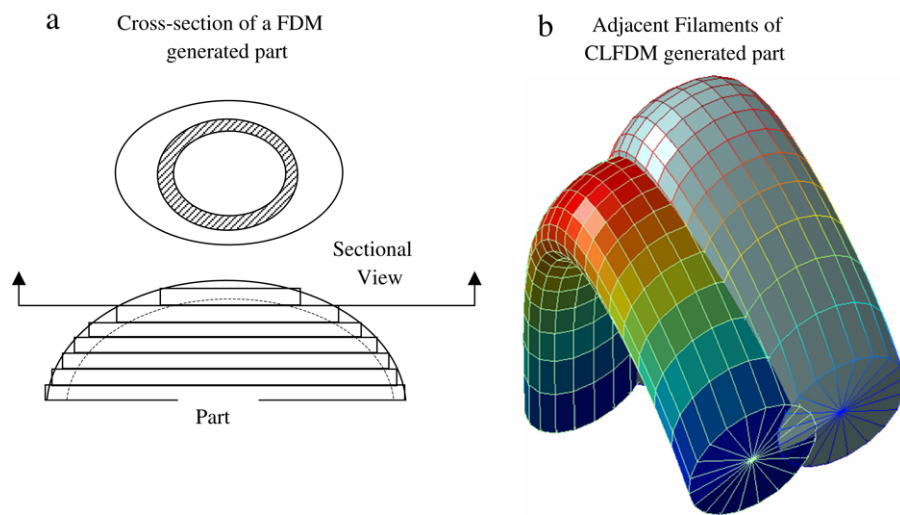 a
Cross-section of a FDM
generated part
Sectional
View
Part
b
Adjacent Filaments of
CLFDM generated part